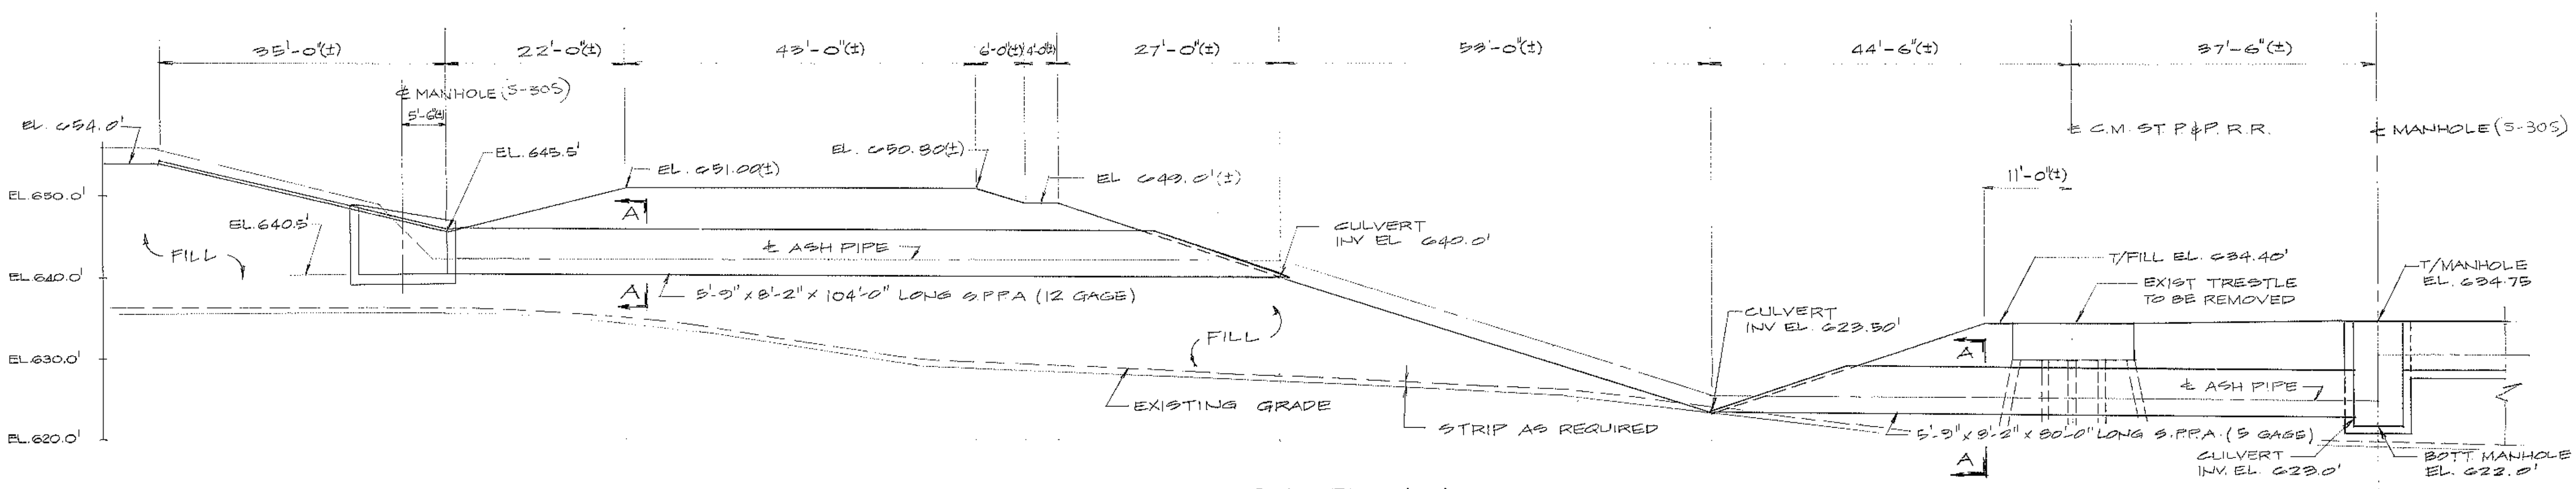 35'-0"(±)
22'-0"(±)
43'-0"(±)
6'-0"(±)
4'-0"(±)
27'-0"(±)
53'-0"(±)
44'-6"(±)
37'-6"(±)
℄ MANHOLE (S-305)
5'-6"(±)
EL. 654.0'
EL. 645.5'
EL. 651.00(±)
EL. 650.80(±)
EL 649.0'(±)
℄ C.M. ST. P. & P. R.R.
℄ MANHOLE (S-305)
11'-0"(±)
EL. 650.0'
A
EL. 640.5'
FILL
℄ ASH PIPE
CULVERT
INV EL 640.0'
T/FILL EL. 634.40'
EXIST TRESTLE
TO BE REMOVED
T/MANHOLE
EL. 634.75
EL. 640.0'
A
5'-9" x 8'-2" x 104'-0" LONG S.P.P.A (12 GAGE)
CULVERT
INV EL. 623.50'
FILL
A
EL. 630.0'
EXISTING GRADE
℄ ASH PIPE
STRIP AS REQUIRED
5'-9" x 8'-2" x 80'-0" LONG S.P.P.A. (5 GAGE)
EL. 620.0'
A
CULVERT
INV. EL. 623.0'
BOTT. MANHOLE
EL. 622.0'